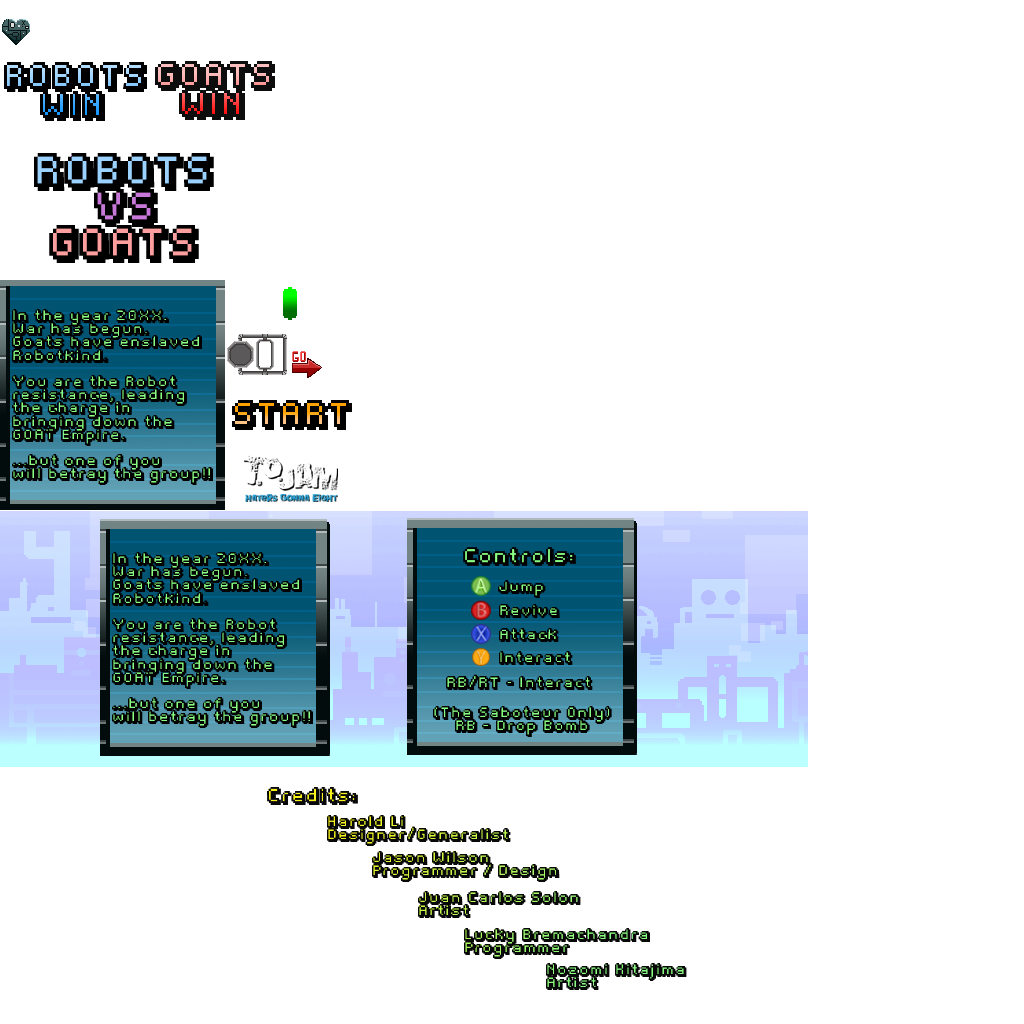 ROBOTS
WIN
GOATS
WIN
ROBOTS
VS
GOATS
In the year 20XX.
War has begun.
Goats have enslaved
RobotKind.
You are the Robot
resistance, leading
the charge in
bringing down the
GOAT Empire.
...but one of you
will betray the group!!
GO
START
T.O JAM
HATERS GONNA EIGHT
In the year 20XX.
War has begun.
Goats have enslaved
RobotKind.
You are the Robot
resistance, leading
the charge in
bringing down the
GOAT Empire.
...but one of you
will betray the group!!
Controls:
A Jump
B Revive
X Attack
Y Interact
RB/RT - Interact
(The Saboteur Only)
RB - Drop Bomb
Credits:
Harold Li
Designer/Generalist
Jason Wilson
Programmer / Design
Juan Carlos Solon
Artist
Lucky Bremachandra
Programmer
Nozomi Hitajima
Artist